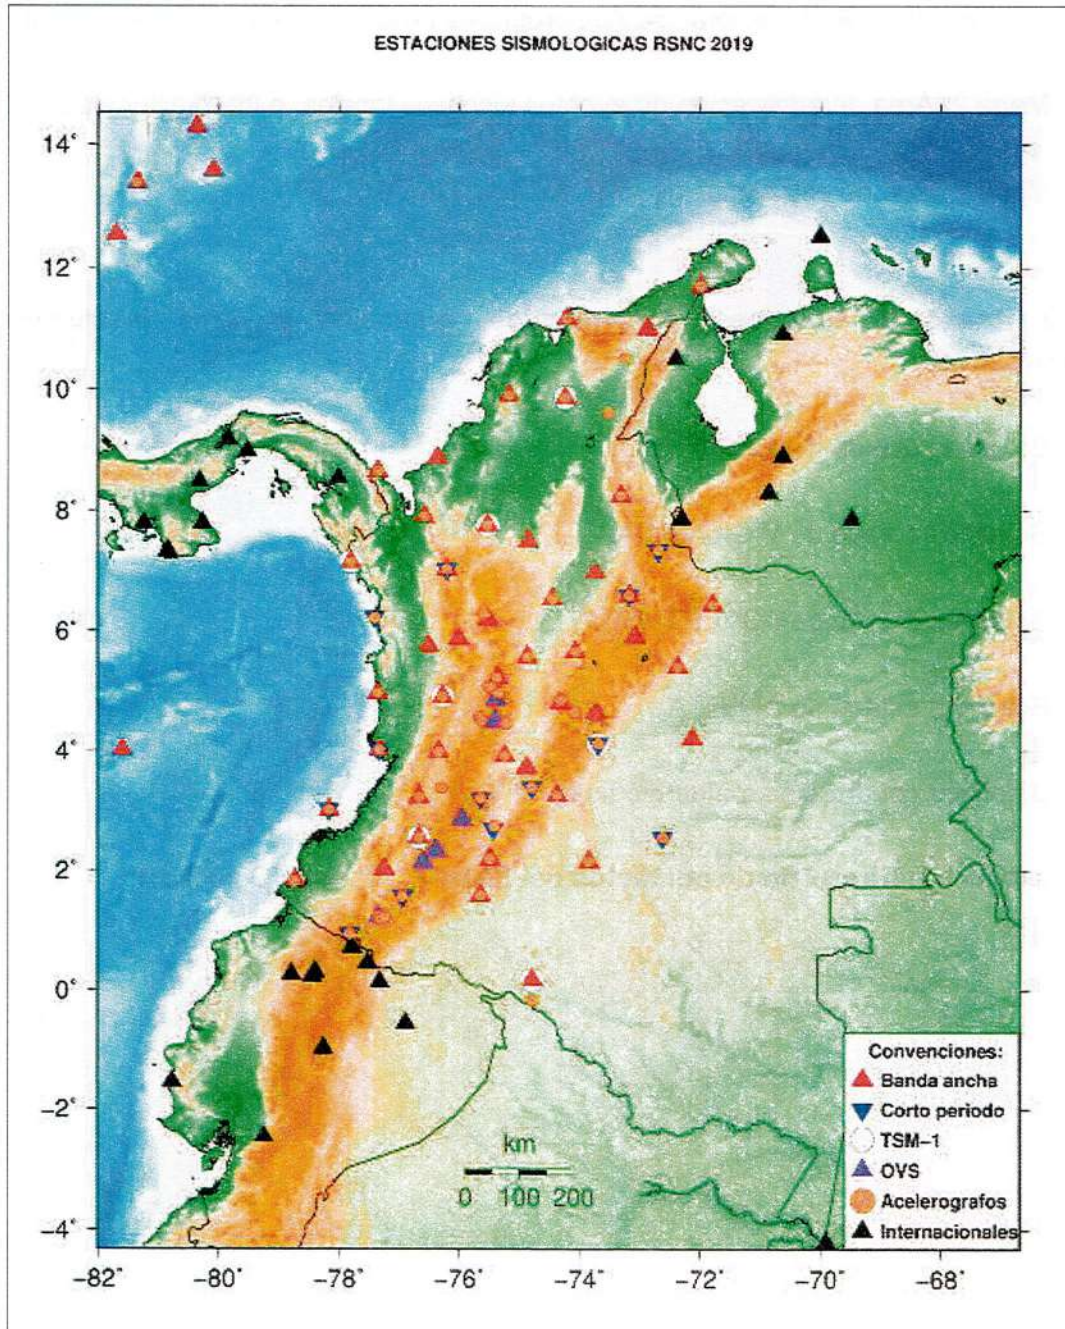 ESTACIONES SISMOLOGICAS RSNC 2019
14°
12°
10°
8°
6°
4°
2°
0°
−2°
−4°
−82° −80° −78° −76° −74° −72° −70° −68°
km
0 100 200
Convenciones:
Banda ancha
Corto periodo
TSM−1
OVS
Acelerografos
Internacionales